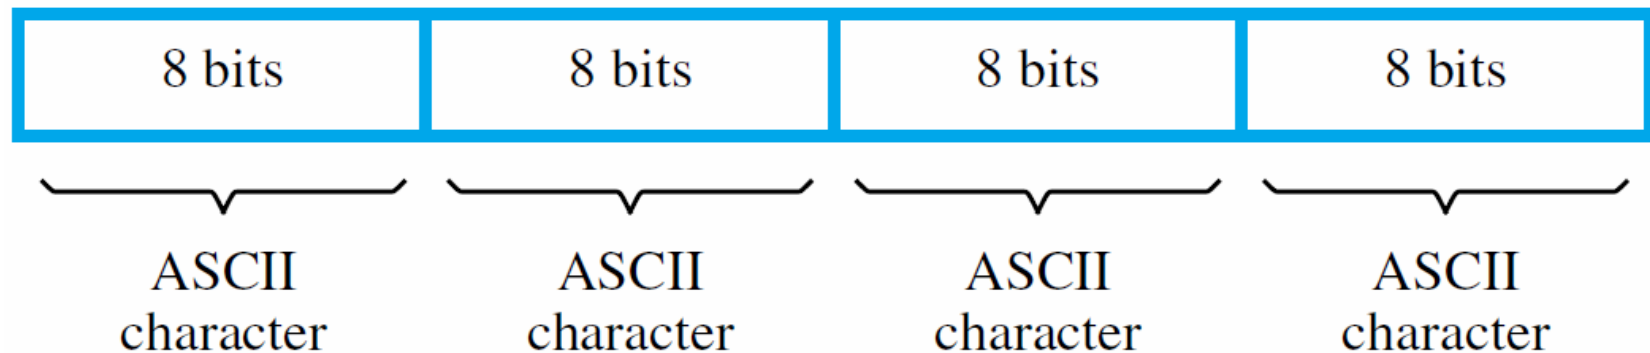 8 bits 8 bits 8 bits 8 bits
ASCII ASCII ASCII ASCII
character character character character